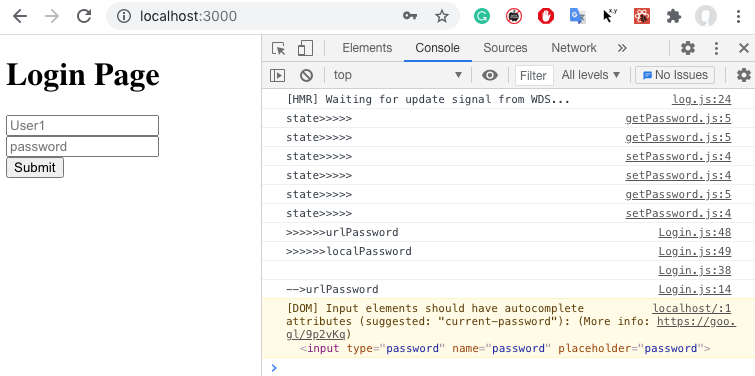 localhost:3000
Login Page
User1
password
Submit
Elements Console Sources Network »
top Filter All levels No Issues
[HMR] Waiting for update signal from WDS... log.js:24
state>>>>> getPassword.js:5
state>>>>> getPassword.js:5
state>>>>> setPassword.js:4
state>>>>> setPassword.js:4
state>>>>> getPassword.js:5
state>>>>> setPassword.js:4
>>>>>>urlPassword Login.js:48
>>>>>>localPassword Login.js:49
Login.js:38
-->urlPassword Login.js:14
[DOM] Input elements should have autocomplete localhost/:1
attributes (suggested: "current-password"): (More info: https://goo.
gl/9p2vKq)
<input type="password" name="password" placeholder="password">
>